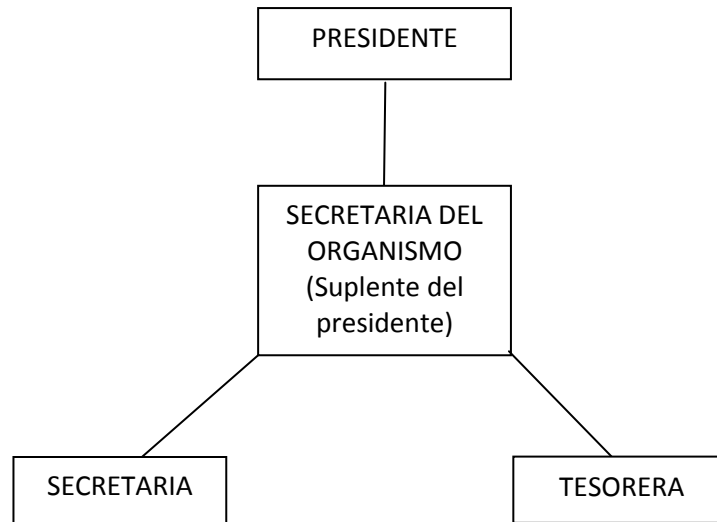 PRESIDENTE
SECRETARIA DEL
ORGANISMO
(Suplente del
presidente)
SECRETARIA
TESORERA